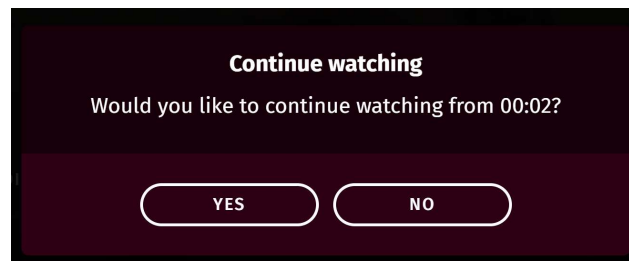 Continue watching
Would you like to continue watching from 00:02?
YES
NO